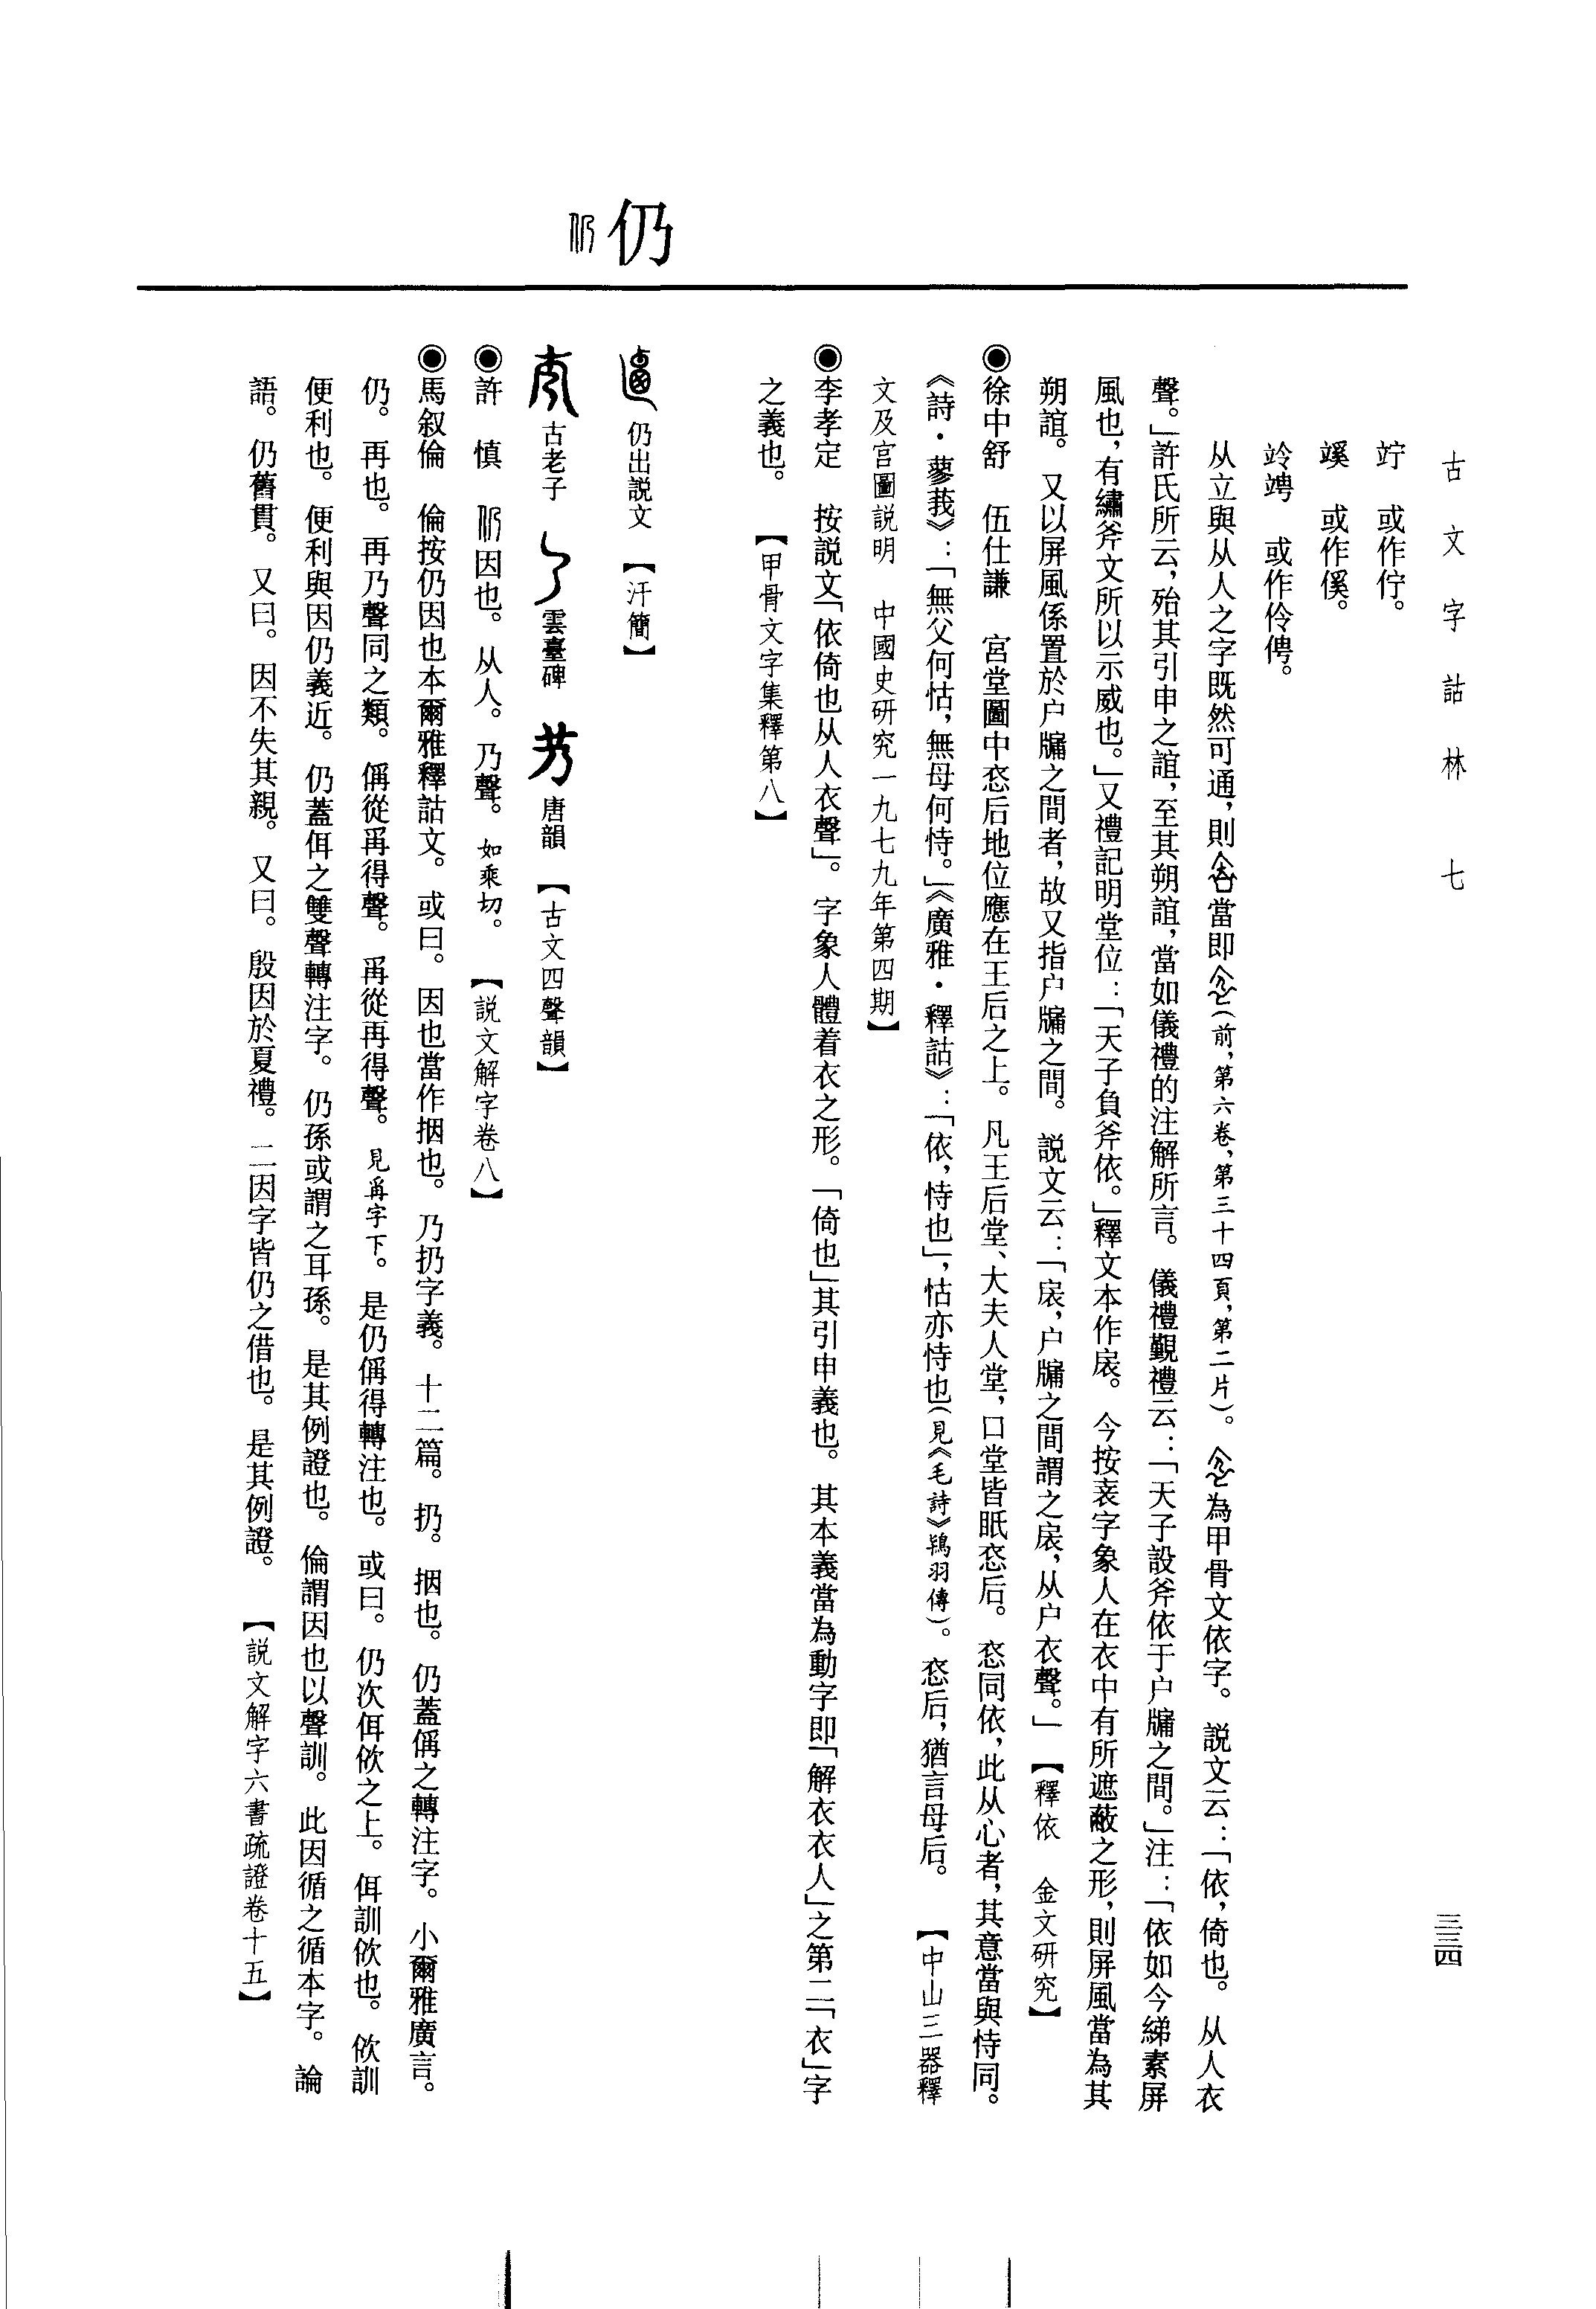 古文字詁林　七
三三四
竚　或作佇。
䙎　或作傒。
竛竮　或作伶俜。
从立與从人之字既然可通，則當即(前，第六卷，第三十四頁，第二片)。為甲骨文依字。説文云：「依，倚也。从人衣
聲。」許氏所云，殆其引申之誼，至其朔誼，當如儀禮的注解所言。儀禮覲禮云：「天子設斧依于户牖之間。」注：「依如今綈素屏
風也，有繡斧文所以示威也。」又禮記明堂位：「天子負斧依。」釋文本作扆。今按衮字象人在衣中有所遮蔽之形，則屏風當為其
朔誼。又以屏風係置於户牖之間者，故又指户牖之間。説文云：「扆，户牖之間謂之扆，从户衣聲。」【釋依　金文研究】
◉徐中舒　伍仕謙　宫堂圖中㤅后地位應在王后之上。凡王后堂、大夫人堂，口堂皆眂㤅后。㤅同依，此从心者，其意當與恃同。
《詩·蓼莪》：「無父何怙，無母何恃。」《廣雅·釋詁》：「依，恃也」，怙亦恃也(見《毛詩》鴇羽傳)。㤅后，猶言母后。【中山三器釋
文及宫圖説明　中國史研究一九七九年第四期】
◉李孝定　按説文「依倚也从人衣聲」。字象人體着衣之形。「倚也」其引申義也。其本義當為動字即「解衣衣人」之第二「衣」字
之義也。【甲骨文字集釋第八】
仍
仍出説文【汗簡】
古老子　雲臺碑　唐韻【古文四聲韻】
◉許　慎　因也。从人。乃聲。如乘切。【説文解字卷八】
◉馬叙倫　倫按仍因也本爾雅釋詁文。或曰。因也當作捆也。乃扔字義。十二篇。扔。捆也。仍蓋偁之轉注字。小爾雅廣言。
仍。再也。再乃聲同之類。偁從爯得聲。爯從再得聲。見爯字下。是仍偁得轉注也。或曰。仍次佴佽之上。佴訓佽也。佽訓
便利也。便利與因仍義近。仍蓋佴之雙聲轉注字。仍孫或謂之耳孫。是其例證也。倫謂因也以聲訓。此因循之循本字。論
語。仍舊貫。又曰。因不失其親。又曰。殷因於夏禮。二因字皆仍之借也。是其例證。【説文解字六書疏證卷十五】